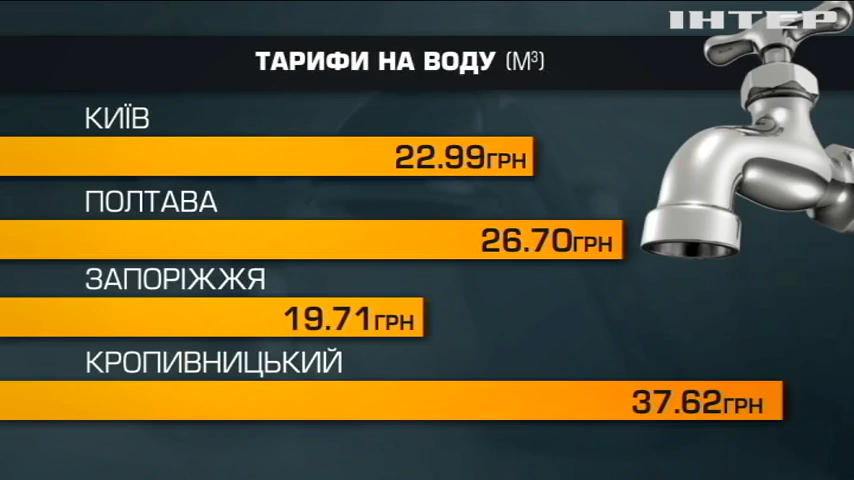 ІНТЕР
ТАРИФИ НА ВОДУ (М³)
КИЇВ
22.99ГРН
ПОЛТАВА
26.70ГРН
ЗАПОРІЖЖЯ
19.71ГРН
КРОПИВНИЦЬКИЙ
37.62ГРН